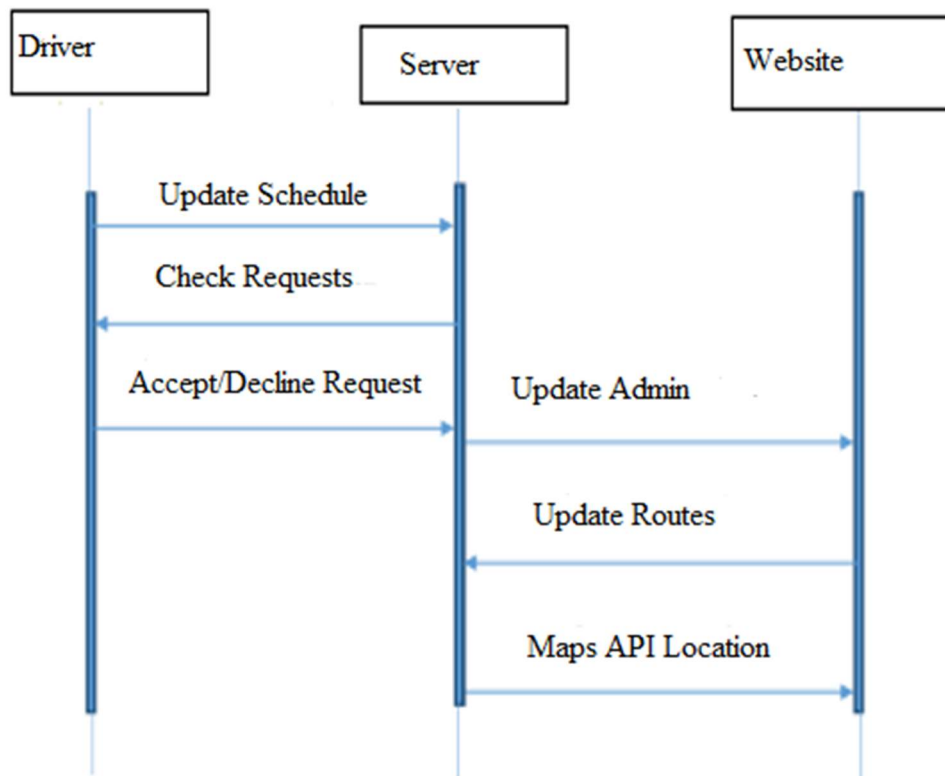 Driver
Server
Website
Update Schedule
Check Requests
Accept/Decline Request
Update Admin
Update Routes
Maps API Location